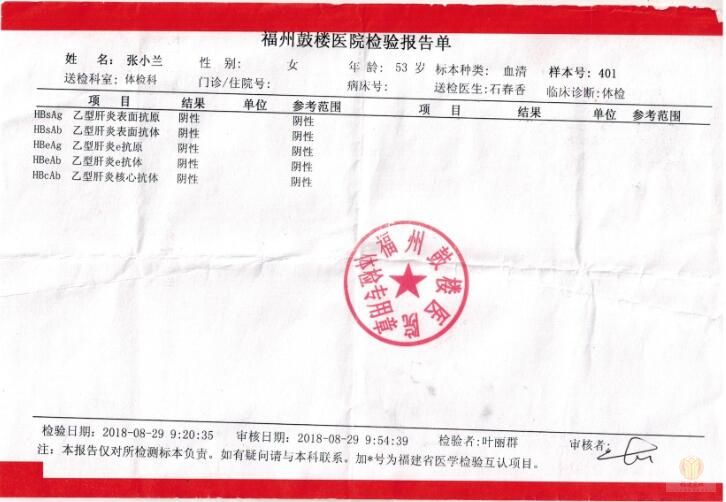 福州鼓楼医院检验报告单
姓 名: 张小兰 性 别: 女 年 龄: 53 岁 标本种类: 血清 样本号: 401
送检科室: 体检科 门诊/住院号: 病床号: 送检医生: 石春香 临床诊断: 体检
项 目 结果 单位 参考范围 项 目 结果 单位 参考范围
HBsAg 乙型肝炎表面抗原 阴性 阴性
HBsAb 乙型肝炎表面抗体 阴性 阴性
HBeAg 乙型肝炎e抗原 阴性 阴性
HBeAb 乙型肝炎e抗体 阴性 阴性
HBcAb 乙型肝炎核心抗体 阴性 阴性
福州鼓楼医院
体检专用章
检验日期: 2018-08-29 9:20:35 审核日期: 2018-08-29 9:54:39 检验者: 叶丽群 审核者:
注: 本报告仅对所检测标本负责。如有疑问请与本科联系。加*号为福建省医学检验互认项目。